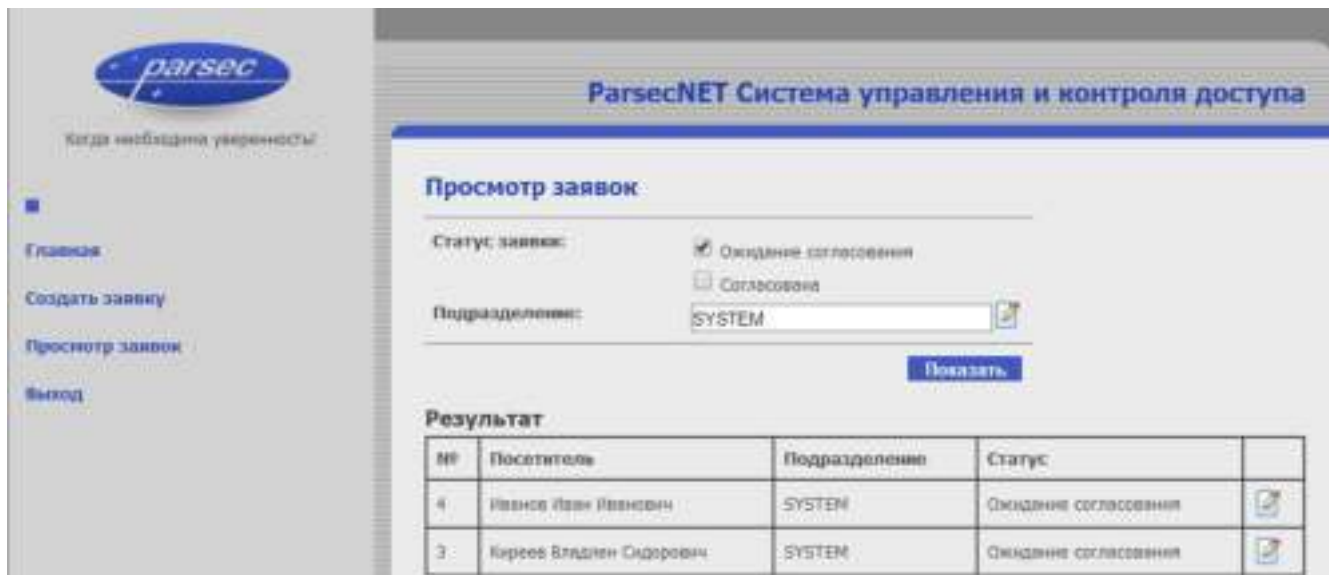 parsec
Когда необходима уверенность!
ParsecNET Система управления и контроля доступа
Главная
Создать заявку
Просмотр заявок
Выход
Просмотр заявок
Статус заявки:
Ожидание согласования
Согласована
Подразделение:
SYSTEM
Показать
Результат
№ Посетитель Подразделение Статус
4 Иванов Иван Иванович SYSTEM Ожидание согласования
3 Киреев Владлен Сидорович SYSTEM Ожидание согласования